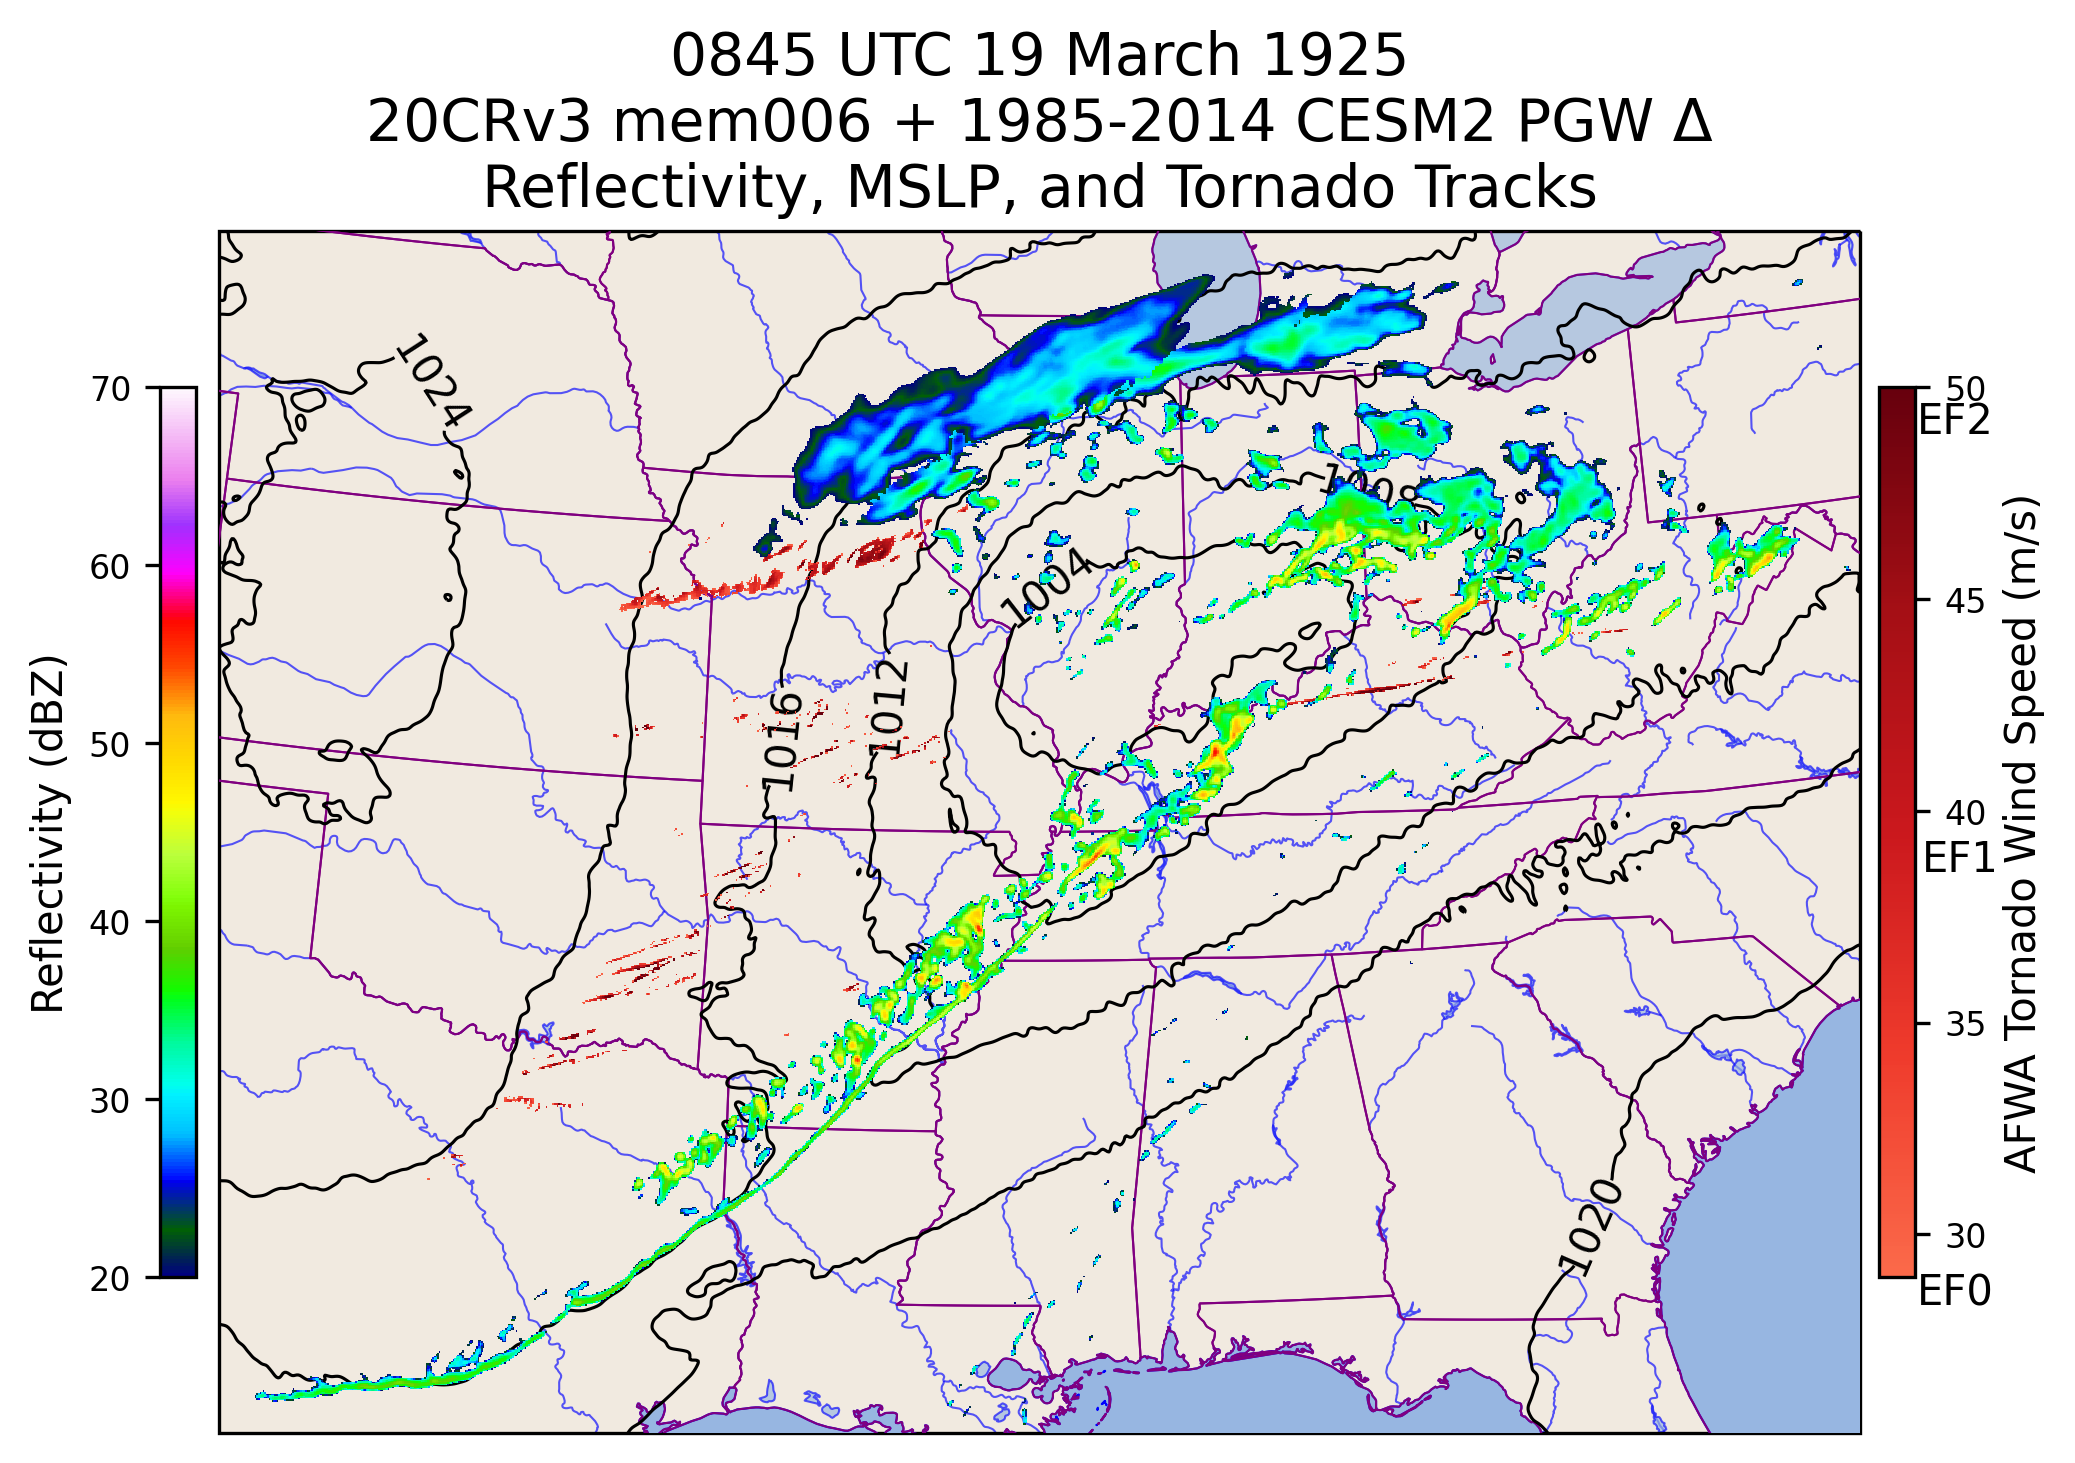 0845 UTC 19 March 1925
20CRv3 mem006 + 1985-2014 CESM2 PGW Δ
Reflectivity, MSLP, and Tornado Tracks
Reflectivity (dBZ)
70
60
50
40
30
20
1024
1008
1004
1016
1012
1020
50
EF2
45
40
EF1
35
30
EF0
AFWA Tornado Wind Speed (m/s)